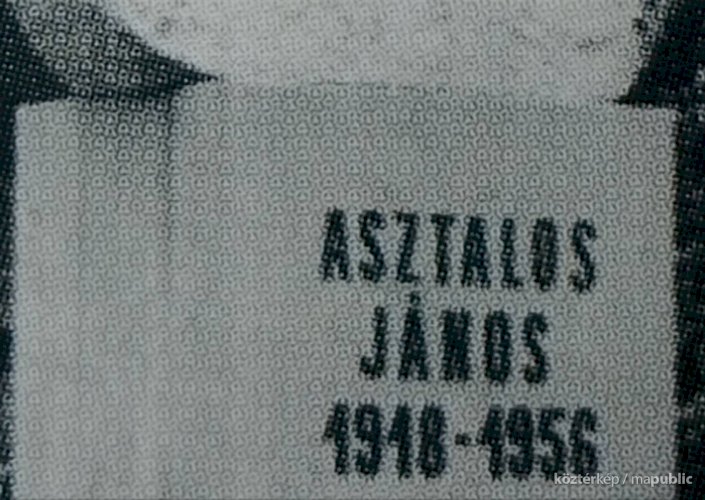 ASZTALOS
JÁNOS
1918-1956
köztérkép / mapublic